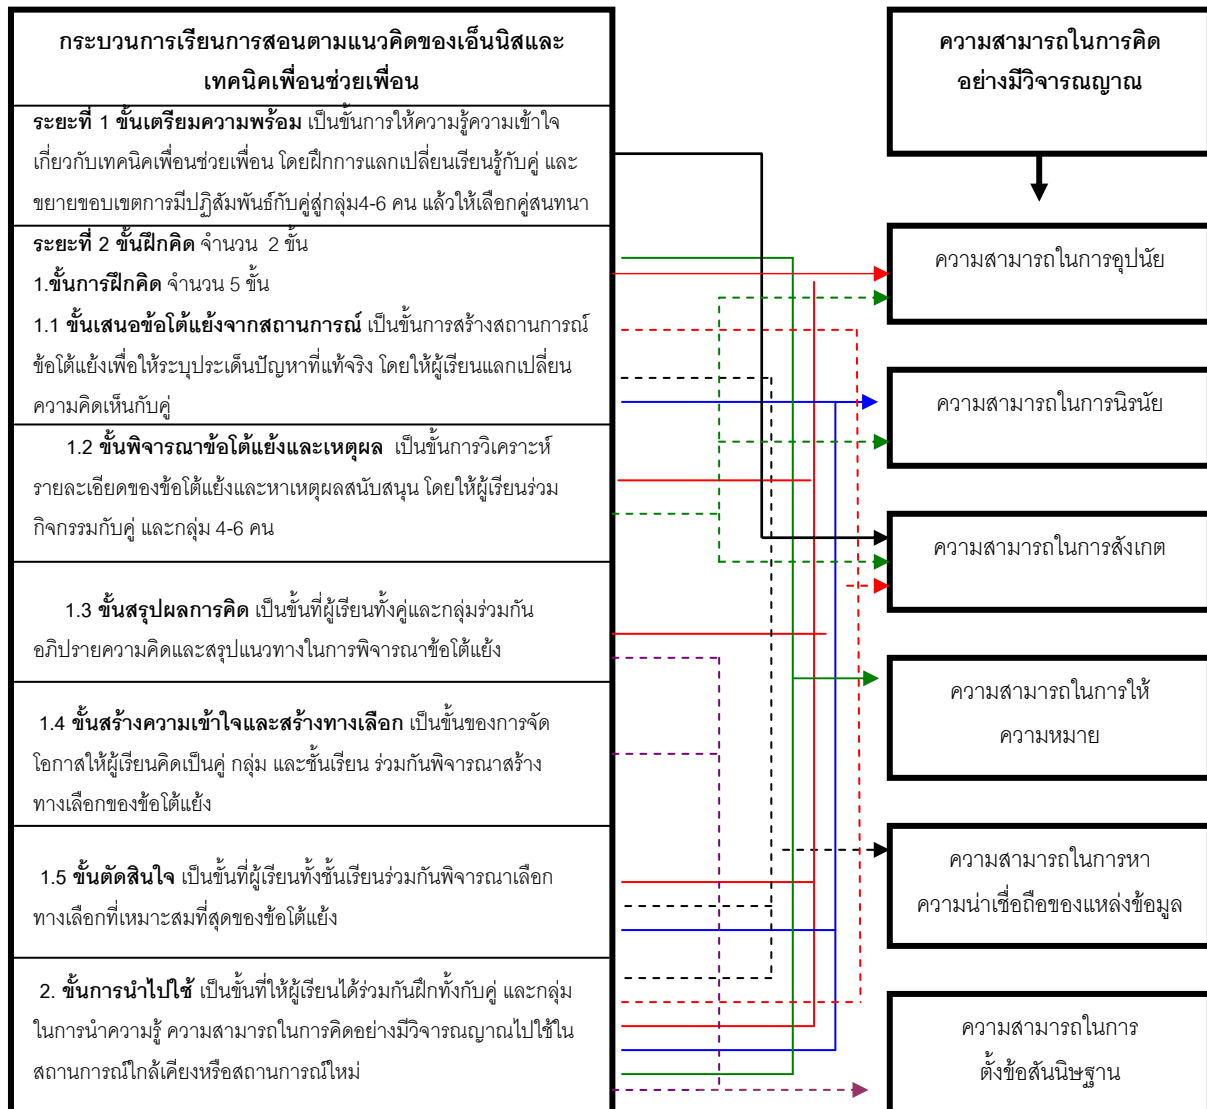 กระบวนการเรียนการสอนตามแนวคิดของเอ็นนิสและ
เทคนิคเพื่อนช่วยเพื่อน
ระยะที่ 1 ขั้นเตรียมความพร้อม เป็นขั้นการให้ความรู้ความเข้าใจ
เกี่ยวกับเทคนิคเพื่อนช่วยเพื่อน โดยฝึกการแลกเปลี่ยนเรียนรู้กับคู่ และ
ขยายขอบเขตการมีปฏิสัมพันธ์กับคู่สู่กลุ่ม4-6 คน แล้วให้เลือกคู่สนทนา
ระยะที่ 2 ขั้นฝึกคิด จำนวน 2 ขั้น
1.ขั้นการฝึกคิด จำนวน 5 ขั้น
1.1 ขั้นเสนอข้อโต้แย้งจากสถานการณ์ เป็นขั้นการสร้างสถานการณ์
ข้อโต้แย้งเพื่อให้ระบุประเด็นปัญหาที่แท้จริง โดยให้ผู้เรียนแลกเปลี่ยน
ความคิดเห็นกับคู่
1.2 ขั้นพิจารณาข้อโต้แย้งและเหตุผล เป็นขั้นการวิเคราะห์
รายละเอียดของข้อโต้แย้งและหาเหตุผลสนับสนุน โดยให้ผู้เรียนร่วม
กิจกรรมกับคู่ และกลุ่ม 4-6 คน
1.3 ขั้นสรุปผลการคิด เป็นขั้นที่ผู้เรียนทั้งคู่และกลุ่มร่วมกัน
อภิปรายความคิดและสรุปแนวทางในการพิจารณาข้อโต้แย้ง
1.4 ขั้นสร้างความเข้าใจและสร้างทางเลือก เป็นขั้นของการจัด
โอกาสให้ผู้เรียนคิดเป็นคู่ กลุ่ม และชั้นเรียน ร่วมกันพิจารณาสร้าง
ทางเลือกของข้อโต้แย้ง
1.5 ขั้นตัดสินใจ เป็นขั้นที่ผู้เรียนทั้งชั้นเรียนร่วมกันพิจารณาเลือก
ทางเลือกที่เหมาะสมที่สุดของข้อโต้แย้ง
2. ขั้นการนำไปใช้ เป็นขั้นที่ให้ผู้เรียนได้ร่วมกันฝึกทั้งกับคู่ และกลุ่ม
ในการนำความรู้ ความสามารถในการคิดอย่างมีวิจารณญาณไปใช้ใน
สถานการณ์ใกล้เคียงหรือสถานการณ์ใหม่
ความสามารถในการคิด
อย่างมีวิจารณญาณ
ความสามารถในการอุปนัย
ความสามารถในการนิรนัย
ความสามารถในการสังเกต
ความสามารถในการให้
ความหมาย
ความสามารถในการหา
ความน่าเชื่อถือของแหล่งข้อมูล
ความสามารถในการ
ตั้งข้อสันนิษฐาน